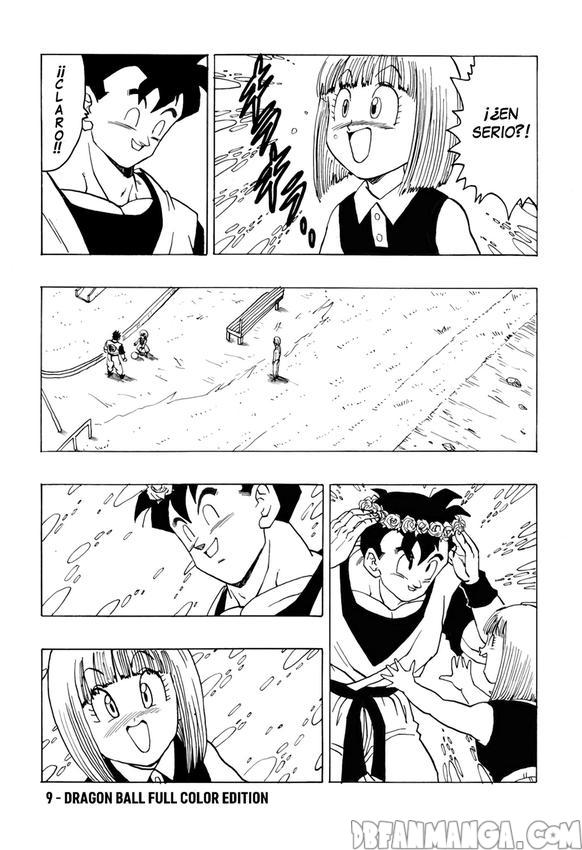 ¡¡CLARO!!
¡¿EN
SERIO?!
9 - DRAGON BALL FULL COLOR EDITION
DBFANMANGA.COM